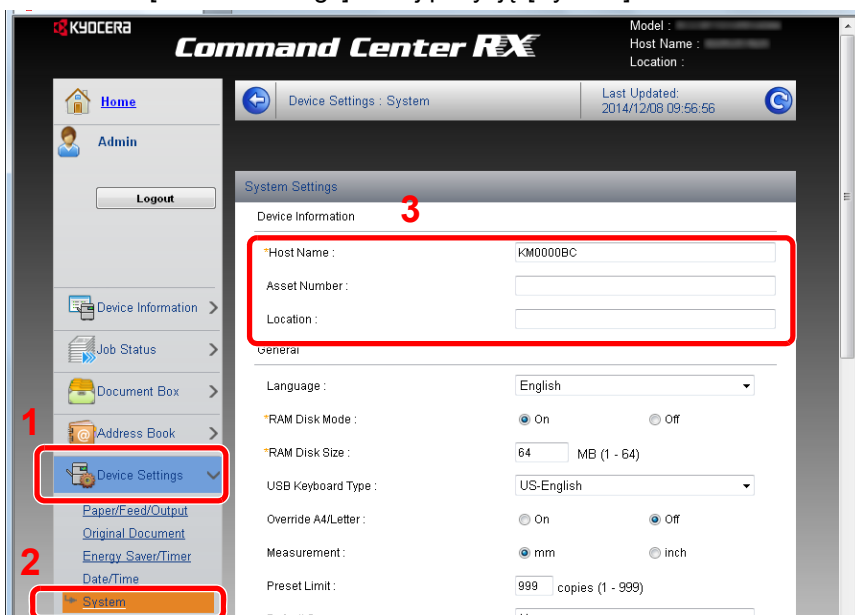 KYOCERA
Command Center RX
Model :
Host Name :
Location :
Home
Device Settings : System
Last Updated:
2014/12/08 09:56:56
Admin
Logout
System Settings
3
Device Information
*Host Name : KM0000BC
Asset Number :
Location :
General
Device Information
Job Status
Document Box
Address Book
1
Device Settings
Paper/Feed/Output
Original Document
Energy Saver/Timer
2
Date/Time
System
Language : English
*RAM Disk Mode : On Off
*RAM Disk Size : 64 MB (1 - 64)
USB Keyboard Type : US-English
Override A4/Letter : On Off
Measurement : mm inch
Preset Limit : 999 copies (1 - 999)